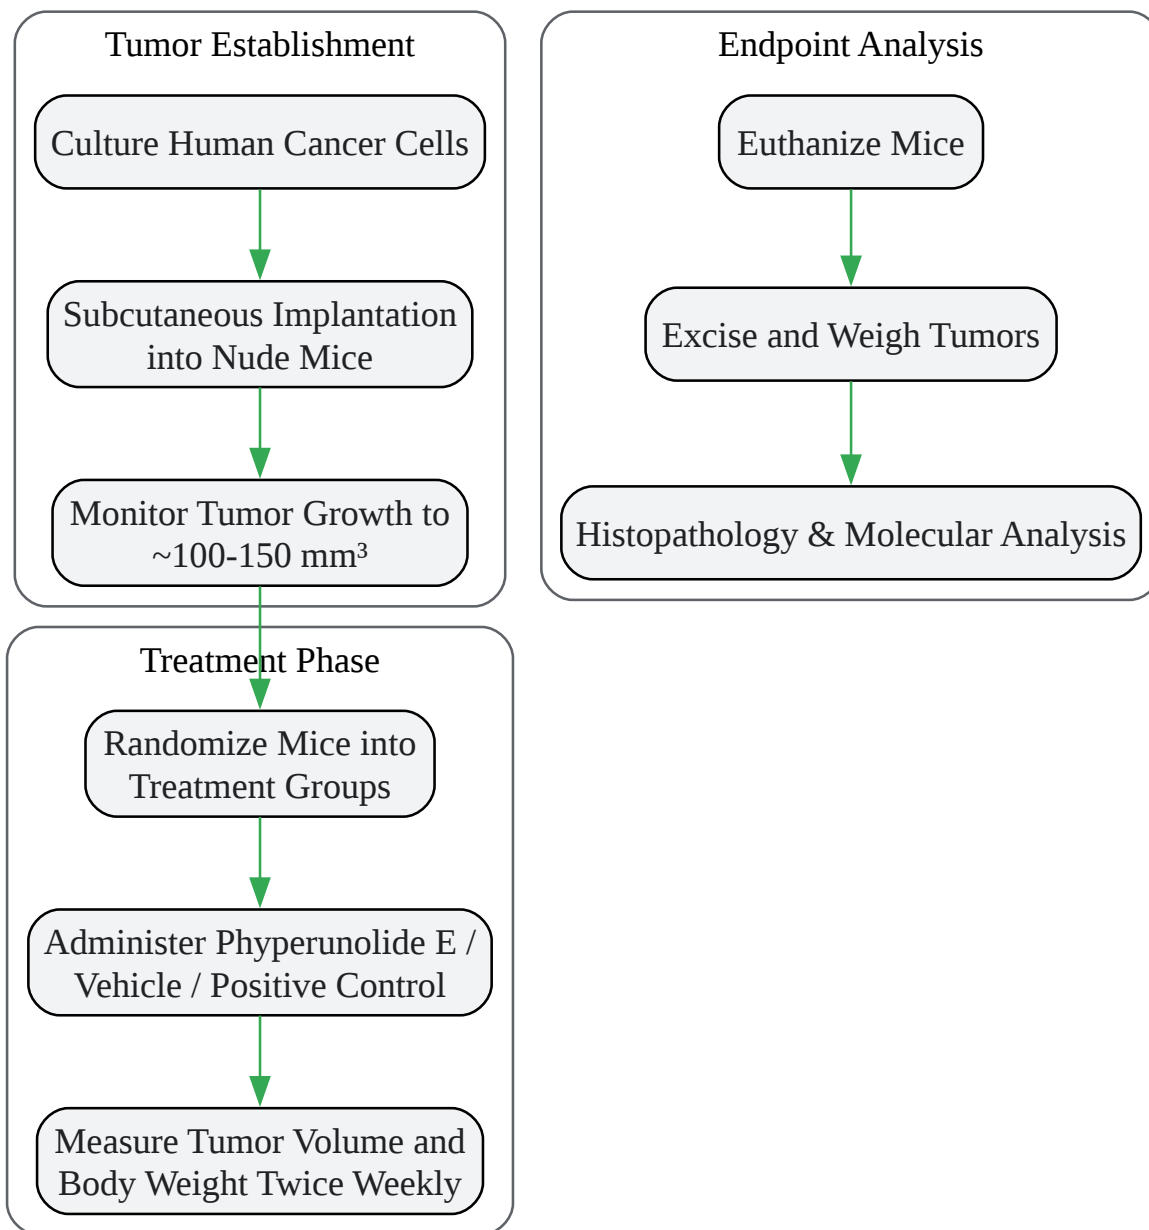 Tumor Establishment
Culture Human Cancer Cells
Subcutaneous Implantation
into Nude Mice
Monitor Tumor Growth to
~100-150 mm³
Treatment Phase
Randomize Mice into
Treatment Groups
Administer Phyperunolide E /
Vehicle / Positive Control
Measure Tumor Volume and
Body Weight Twice Weekly
Endpoint Analysis
Euthanize Mice
Excise and Weigh Tumors
Histopathology & Molecular Analysis